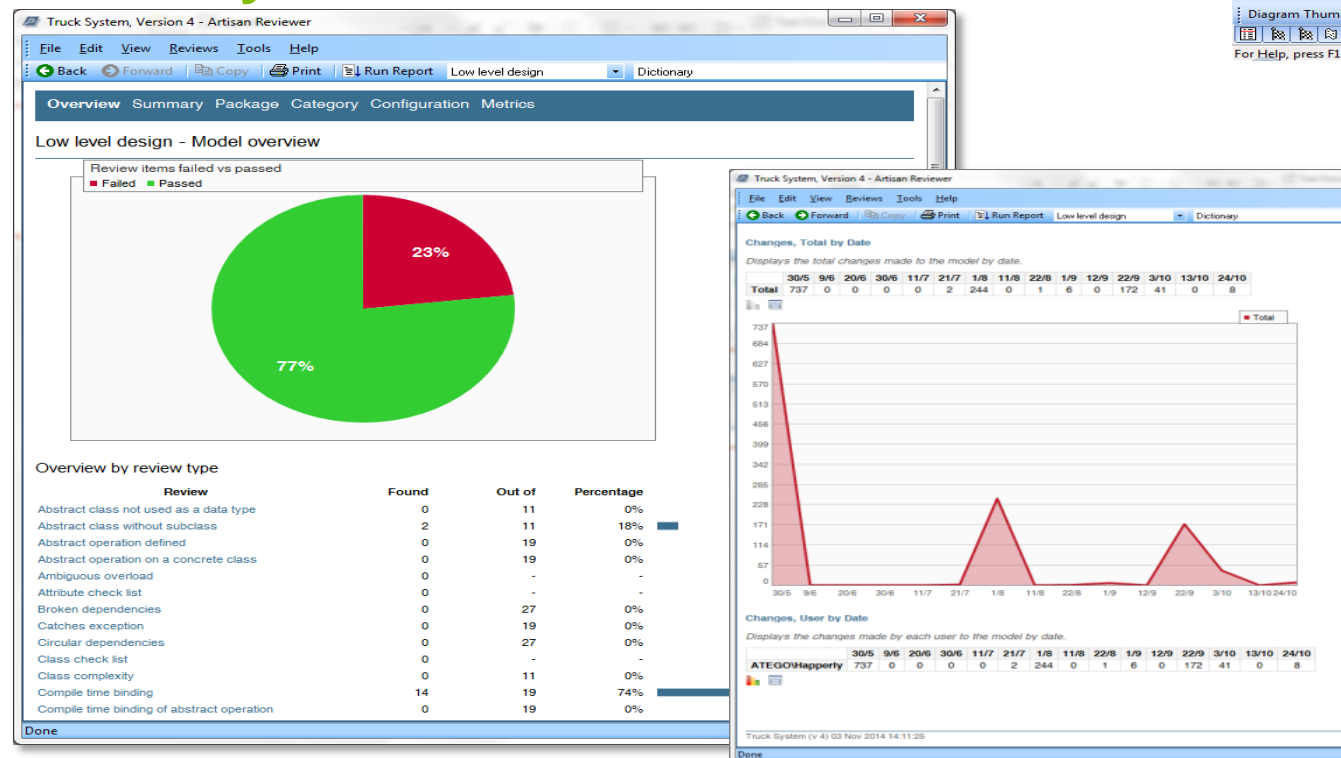 Truck System, Version 4 - Artisan Reviewer
File Edit View Reviews Tools Help
Back Forward Copy Print Run Report Low level design Dictionary
Overview Summary Package Category Configuration Metrics
Low level design - Model overview
Review items failed vs passed
Failed Passed
23%
77%
Overview by review type
Review Found Out of Percentage
Abstract class not used as a data type 0 11 0%
Abstract class without subclass 2 11 18%
Abstract operation defined 0 19 0%
Abstract operation on a concrete class 0 19 0%
Ambiguous overload 0 - -
Attribute check list 0 - -
Broken dependencies 0 27 0%
Catches exception 0 19 0%
Circular dependencies 0 27 0%
Class check list 0 - -
Class complexity 0 11 0%
Compile time binding 14 19 74%
Compile time binding of abstract operation 0 19 0%
Done
Diagram Thum
For Help, press F1
Truck System, Version 4 - Artisan Reviewer
File Edit View Reviews Tools Help
Back Forward Copy Print Run Report Low level design Dictionary
Changes, Total by Date
Displays the total changes made to the model by date.
30/5 9/6 20/6 30/6 11/7 21/7 1/8 11/8 22/8 1/9 12/9 22/9 3/10 13/10 24/10
Total 737 0 0 0 0 2 244 0 1 6 0 172 41 0 8
Total
737
684
627
570
513
456
399
342
285
228
171
114
57
0
30/5 9/6 20/6 30/6 11/7 21/7 1/8 11/8 22/8 1/9 12/9 22/9 3/10 13/10 24/10
Changes, User by Date
Displays the changes made by each user to the model by date.
30/5 9/6 20/6 30/6 11/7 21/7 1/8 11/8 22/8 1/9 12/9 22/9 3/10 13/10 24/10
ATEGO\Happerly 737 0 0 0 0 2 244 0 1 6 0 172 41 0 8
Truck System (v 4) 03 Nov 2014 14:11:25
Done